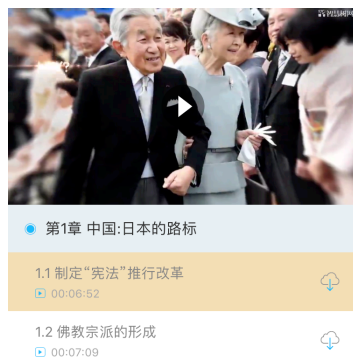 第1章 中国:日本的路标
1.1 制定“宪法”推行改革
00:06:52
1.2 佛教宗派的形成
00:07:09